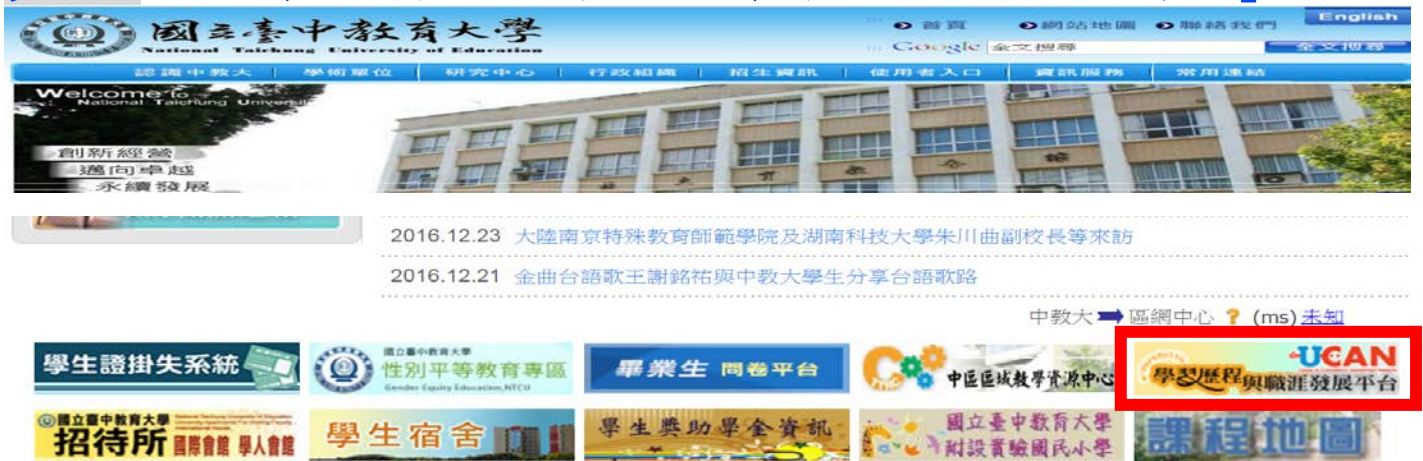 English
國立臺中教育大學
National Taichung University of Education
首頁 網站地圖 聯絡我們
Google 全文搜尋 全文搜尋
認識中教大 | 學術單位 | 研究中心 | 行政組織 | 招生資訊 | 使用者入口 | 資訊服務 | 常用連結
Welcome to
National Taichung University
創新經營
邁向卓越
永續發展
2016.12.23 大陸南京特殊教育師範學院及湖南科技大學朱川曲副校長等來訪
2016.12.21 金曲台語歌王謝銘祐與中教大學生分享台語歌路
中教大 區網中心 ? (ms) 未知
學生證掛失系統
國立臺中教育大學
性別平等教育專區
Gender Equity Education,NTCU
畢業生 問卷平台
中區區域教學資源中心
UCAN
學習歷程與職涯發展平台
國立臺中教育大學
招待所 國際會館 學人會館
學生宿舍
學生獎助學金資訊
國立臺中教育大學
附設實驗國民小學
課程地圖